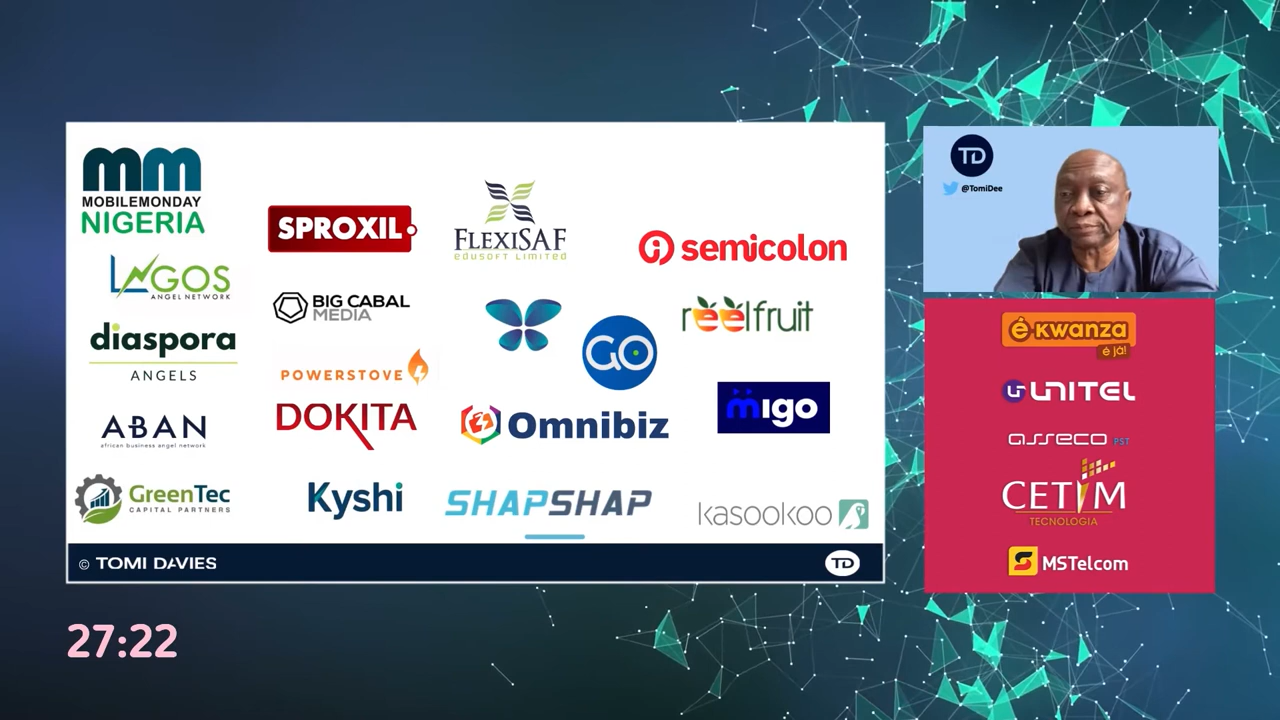 mm
MOBILEMONDAY
NIGERIA
SPROXIL
FLEXISAF
EDUSOFT LIMITED
semicolon
LAGOS
ANGEL NETWORK
BIG CABAL
MEDIA
reelfruit
diaspora
ANGELS
GO
POWERSTOVE
DOKITA
Omnibiz
migo
ABAN
african business angel network
GreenTec
CAPITAL PARTNERS
Kyshi
SHAPSHAP
kasookoo
© TOMI DAVIES
TD
27:22
TD
@TomiDee
é-kwanza
é já!
UNITEL
asseco PST
CETIM
TECNOLOGIA
MSTelcom